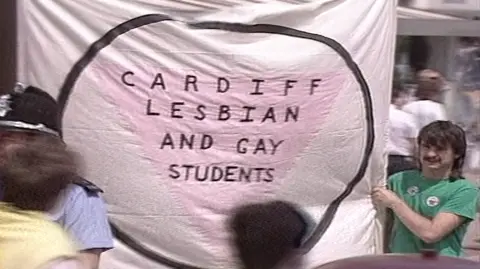 CARDIFF
LESBIAN
AND GAY
STUDENTS